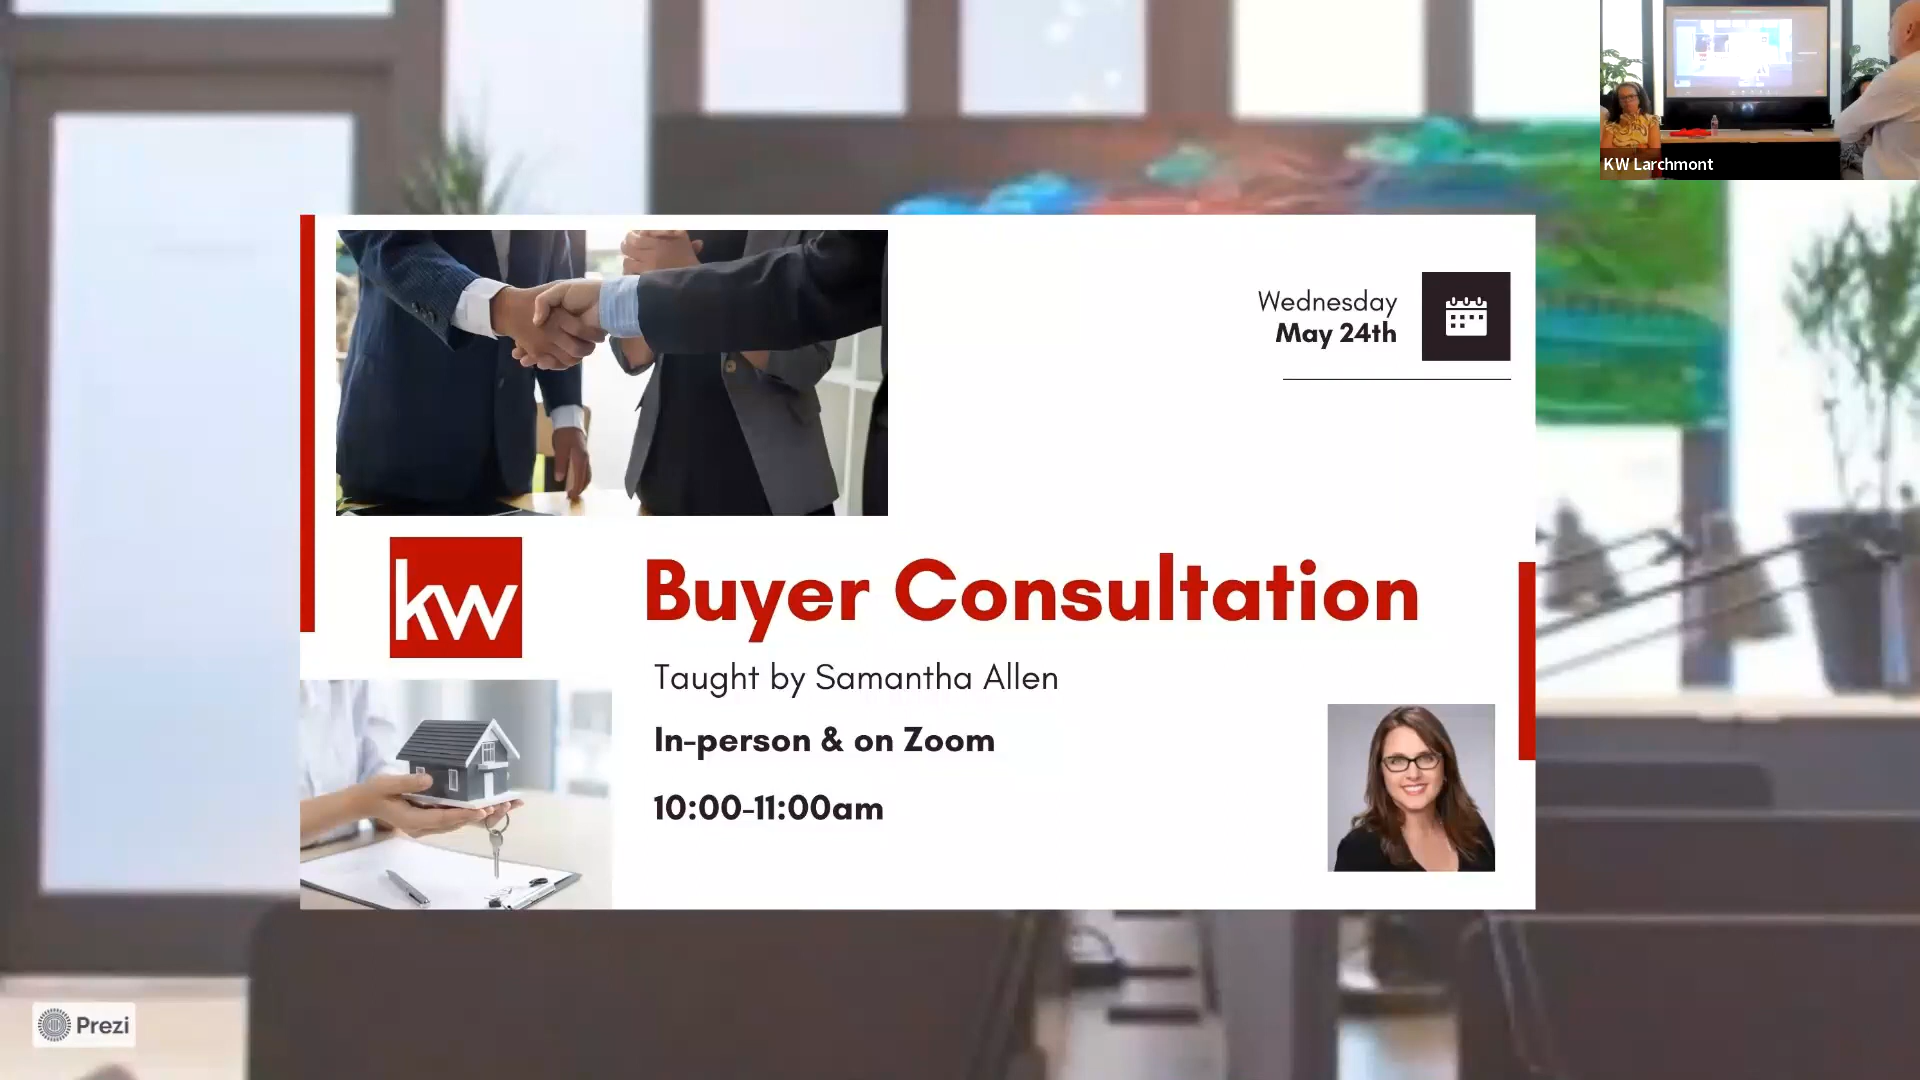 KW Larchmont
Wednesday
May 24th
kw
Buyer Consultation
Taught by Samantha Allen
In-person & on Zoom
10:00-11:00am
Prezi